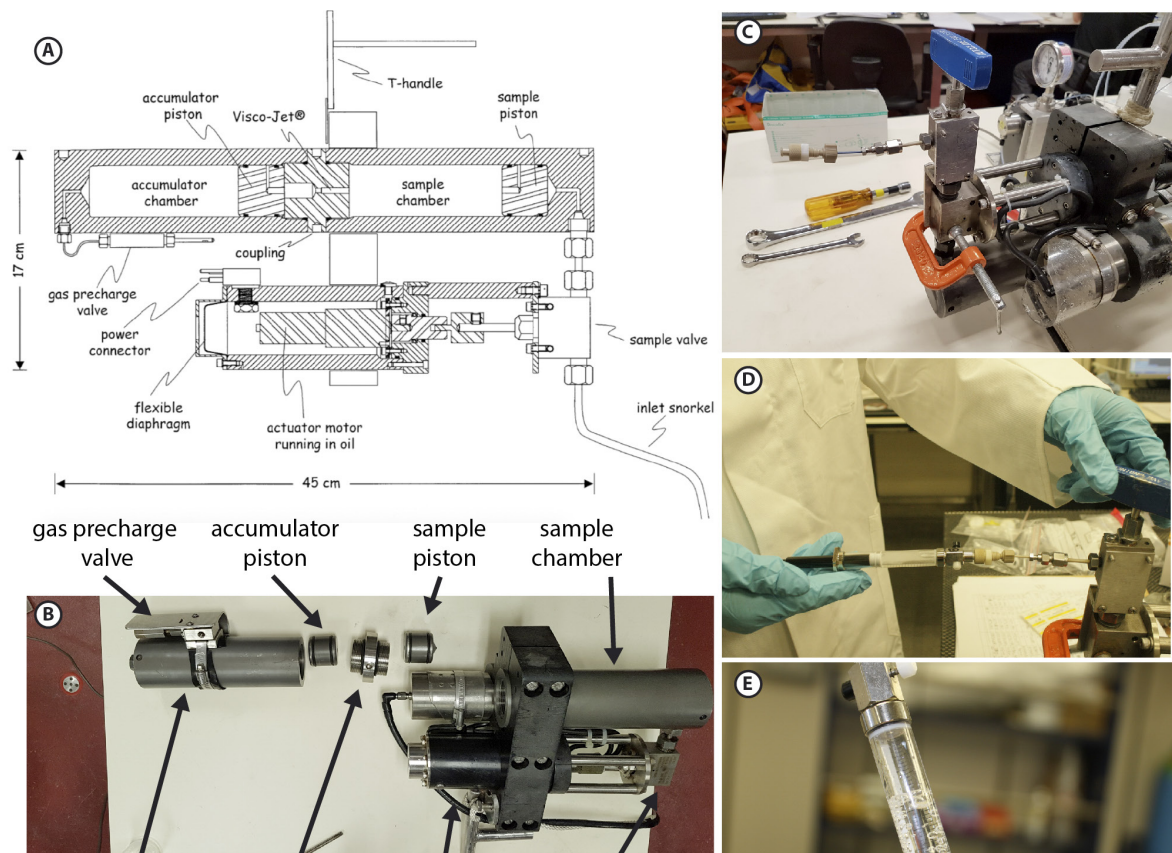 A
T-handle
accumulator
piston
Visco-Jet®
sample
piston
accumulator
chamber
sample
chamber
17 cm
coupling
gas precharge
valve
power
connector
sample valve
flexible
diaphragm
actuator motor
running in oil
inlet snorkel
45 cm
gas precharge
valve
accumulator
piston
sample
piston
sample
chamber
B
C
D
E